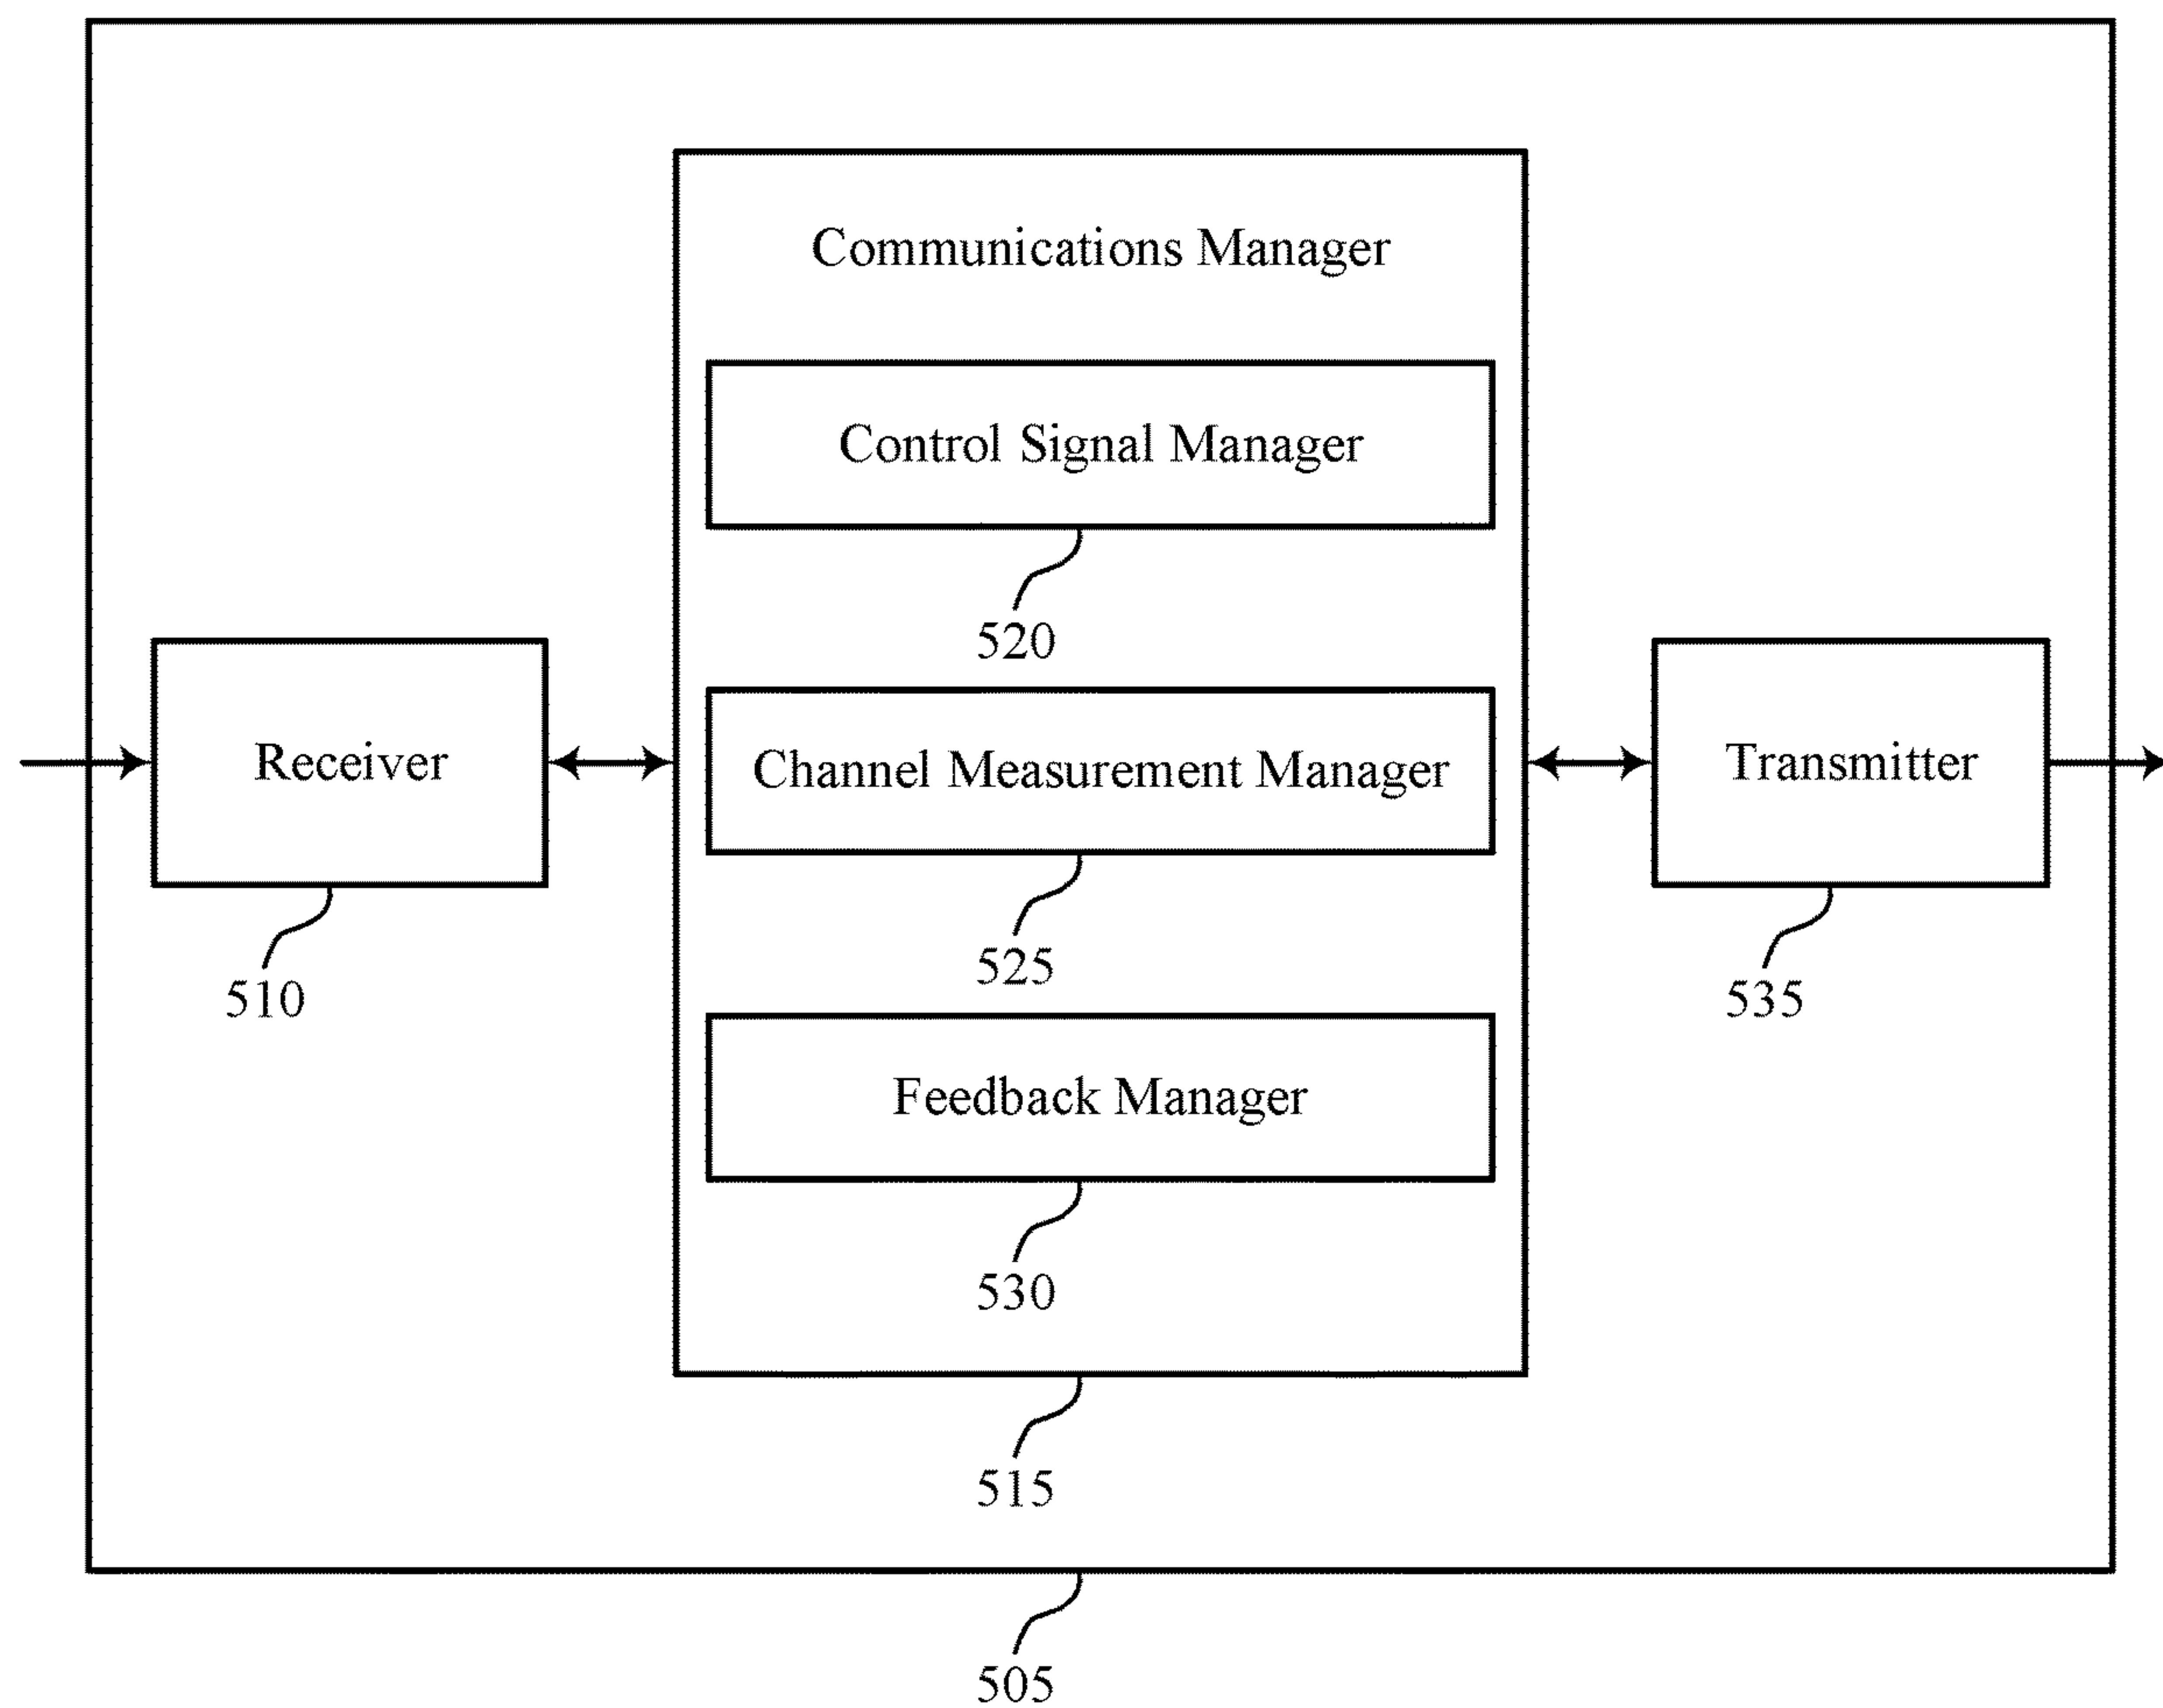 Communications Manager
Control Signal Manager
520
Receiver
510
Channel Measurement Manager
525
Transmitter
535
Feedback Manager
530
515
505